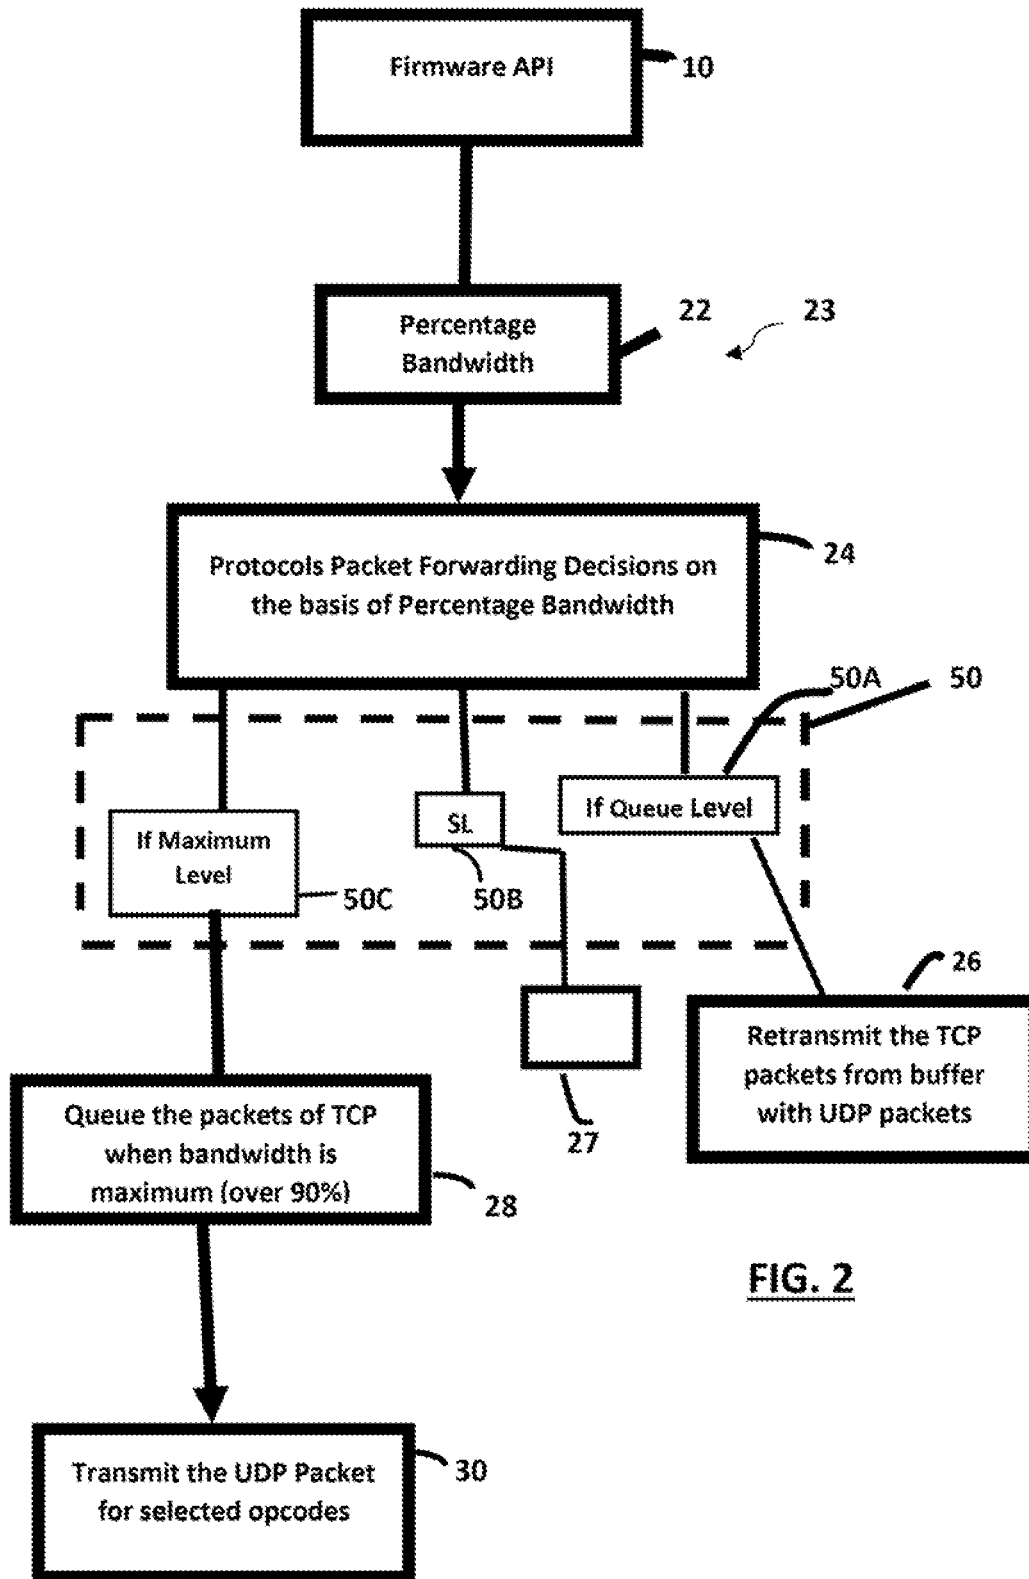 Firmware API
10
Percentage
Bandwidth
22
23
Protocols Packet Forwarding Decisions on
the basis of Percentage Bandwidth
24
50A
50
If Maximum
Level
50C
SL
50B
If Queue Level
26
27
Retransmit the TCP
packets from buffer
with UDP packets
Queue the packets of TCP
when bandwidth is
maximum (over 90%)
28
FIG. 2
Transmit the UDP Packet
for selected opcodes
30